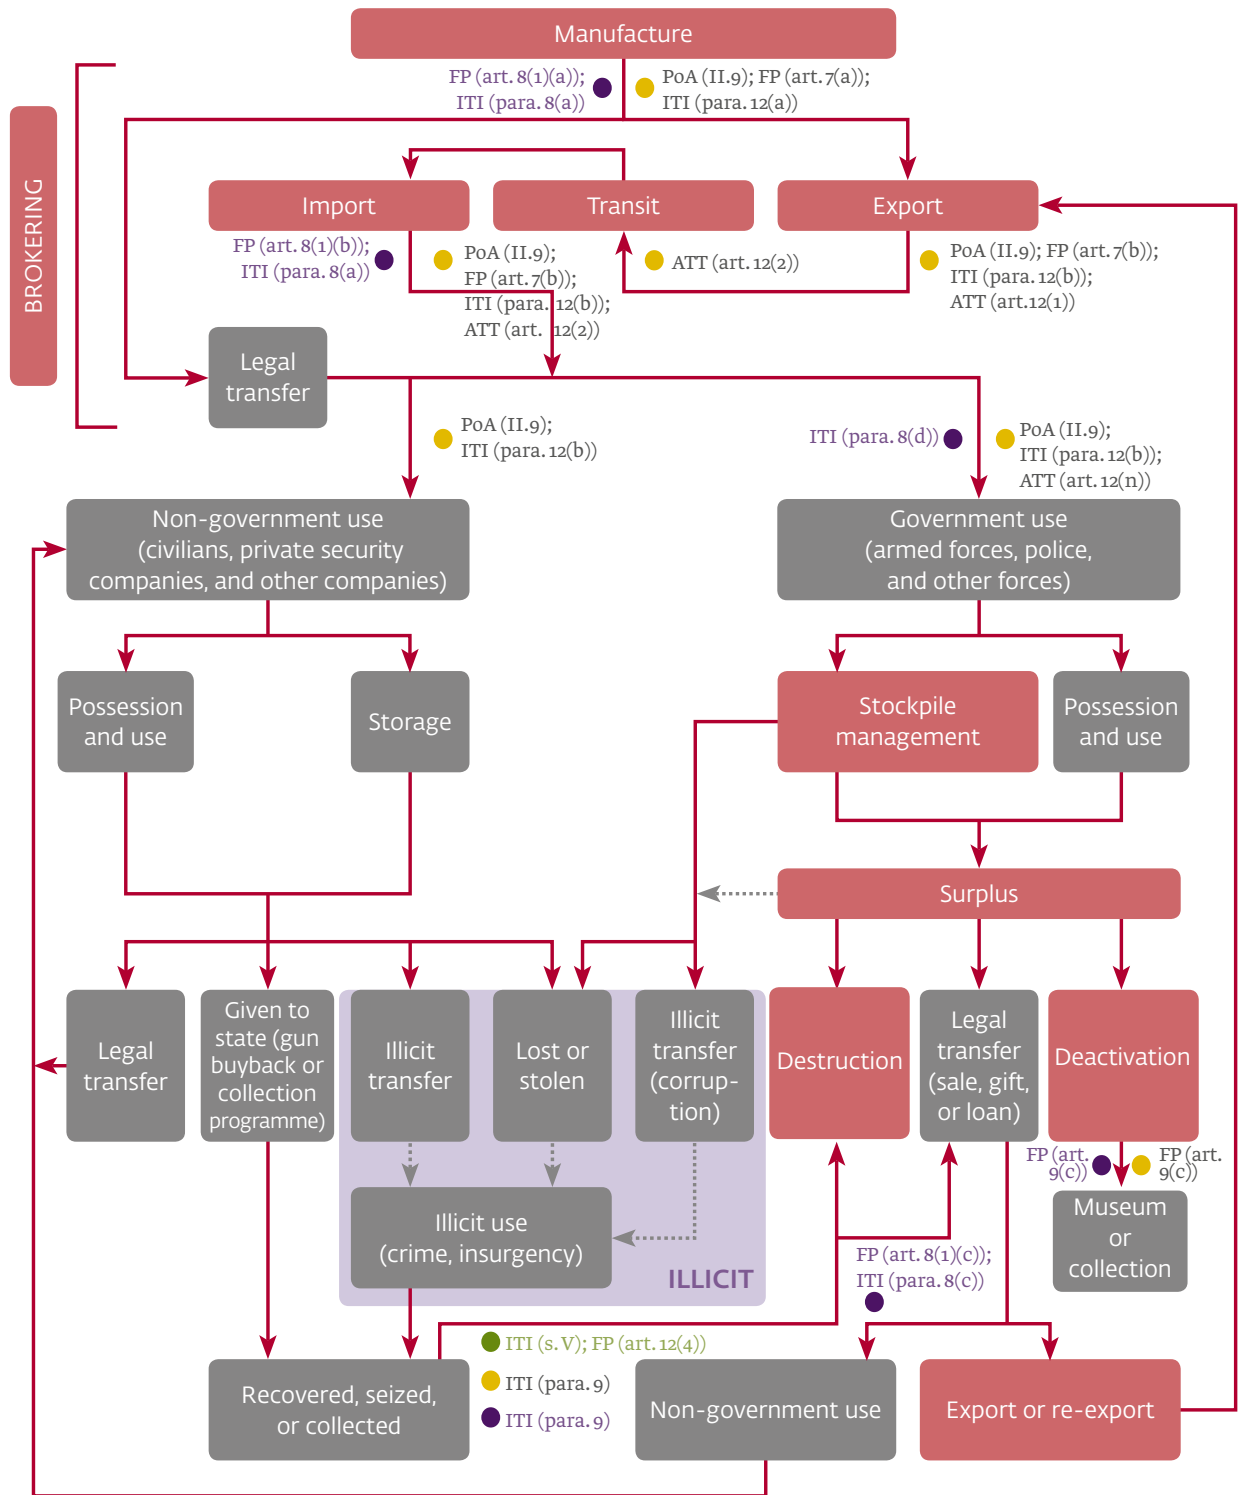 Manufacture
FP (art. 8(1)(a));
ITI (para. 8(a))
PoA (II.9); FP (art. 7(a));
ITI (para. 12(a))
BROKERING
Import
Transit
Export
FP (art. 8(1)(b));
ITI (para. 8(a))
PoA (II.9);
FP (art. 7(b));
ITI (para. 12(b));
ATT (art. 12(2))
ATT (art. 12(2))
PoA (II.9); FP (art. 7(b));
ITI (para. 12(b));
ATT (art.12(1))
Legal
transfer
PoA (II.9);
ITI (para. 12(b))
ITI (para. 8(d))
PoA (II.9);
ITI (para. 12(b));
ATT (art. 12(n))
Non-government use
(civilians, private security
companies, and other companies)
Government use
(armed forces, police,
and other forces)
Possession
and use
Storage
Stockpile
management
Possession
and use
Surplus
Legal
transfer
Given to
state (gun
buyback or
collection
programme)
Illicit
transfer
Lost or
stolen
Illicit
transfer
(corrup-
tion)
Destruction
Legal
transfer
(sale, gift,
or loan)
Deactivation
FP (art.
9(c))
FP (art.
9(c))
Museum
or
collection
Illicit use
(crime, insurgency)
ILLICIT
FP (art. 8(1)(c));
ITI (para. 8(c))
ITI (s. V); FP (art. 12(4))
ITI (para. 9)
ITI (para. 9)
Recovered, seized,
or collected
Non-government use
Export or re-export